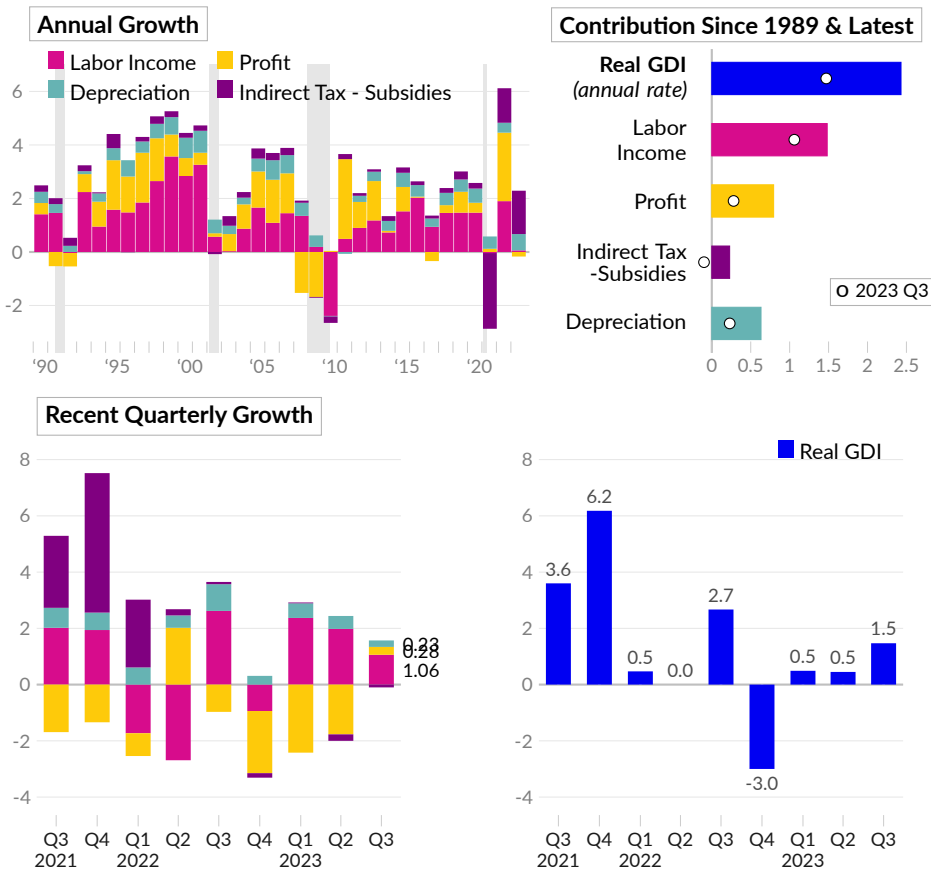 Annual Growth
Labor Income
Profit
Depreciation
Indirect Tax - Subsidies
6
4
2
0
-2
‘90 ‘95 ‘00 ‘05 ‘10 ‘15 ‘20
Contribution Since 1989 & Latest
Real GDI
(annual rate)
Labor
Income
Profit
Indirect Tax
-Subsidies
Depreciation
2023 Q3
0 0.5 1 1.5 2 2.5
Recent Quarterly Growth
8
6
4
2
0
-2
-4
0.23
0.28
1.06
Q3 Q4 Q1 Q2 Q3 Q4 Q1 Q2 Q3
2021 2022 2023
Real GDI
8
6
4
2
0
-2
-4
3.6 6.2 0.5 0.0 2.7 -3.0 0.5 0.5 1.5
Q3 Q4 Q1 Q2 Q3 Q4 Q1 Q2 Q3
2021 2022 2023